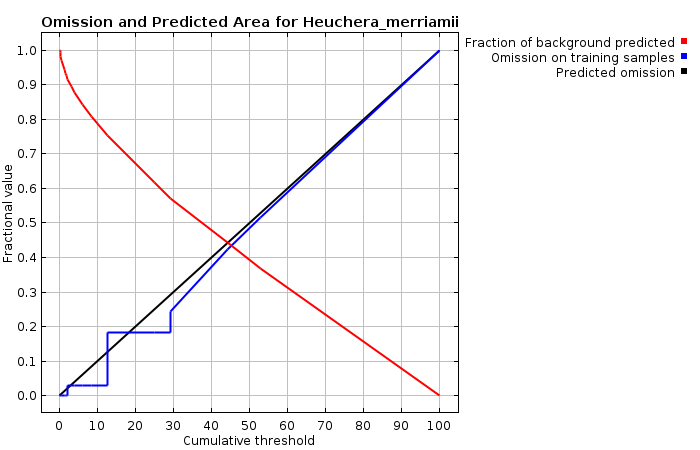 Omission and Predicted Area for Heuchera_merriamii
Fraction of background predicted
Omission on training samples
Predicted omission
Fractional value
1.0
0.9
0.8
0.7
0.6
0.5
0.4
0.3
0.2
0.1
0.0
0 10 20 30 40 50 60 70 80 90 100
Cumulative threshold